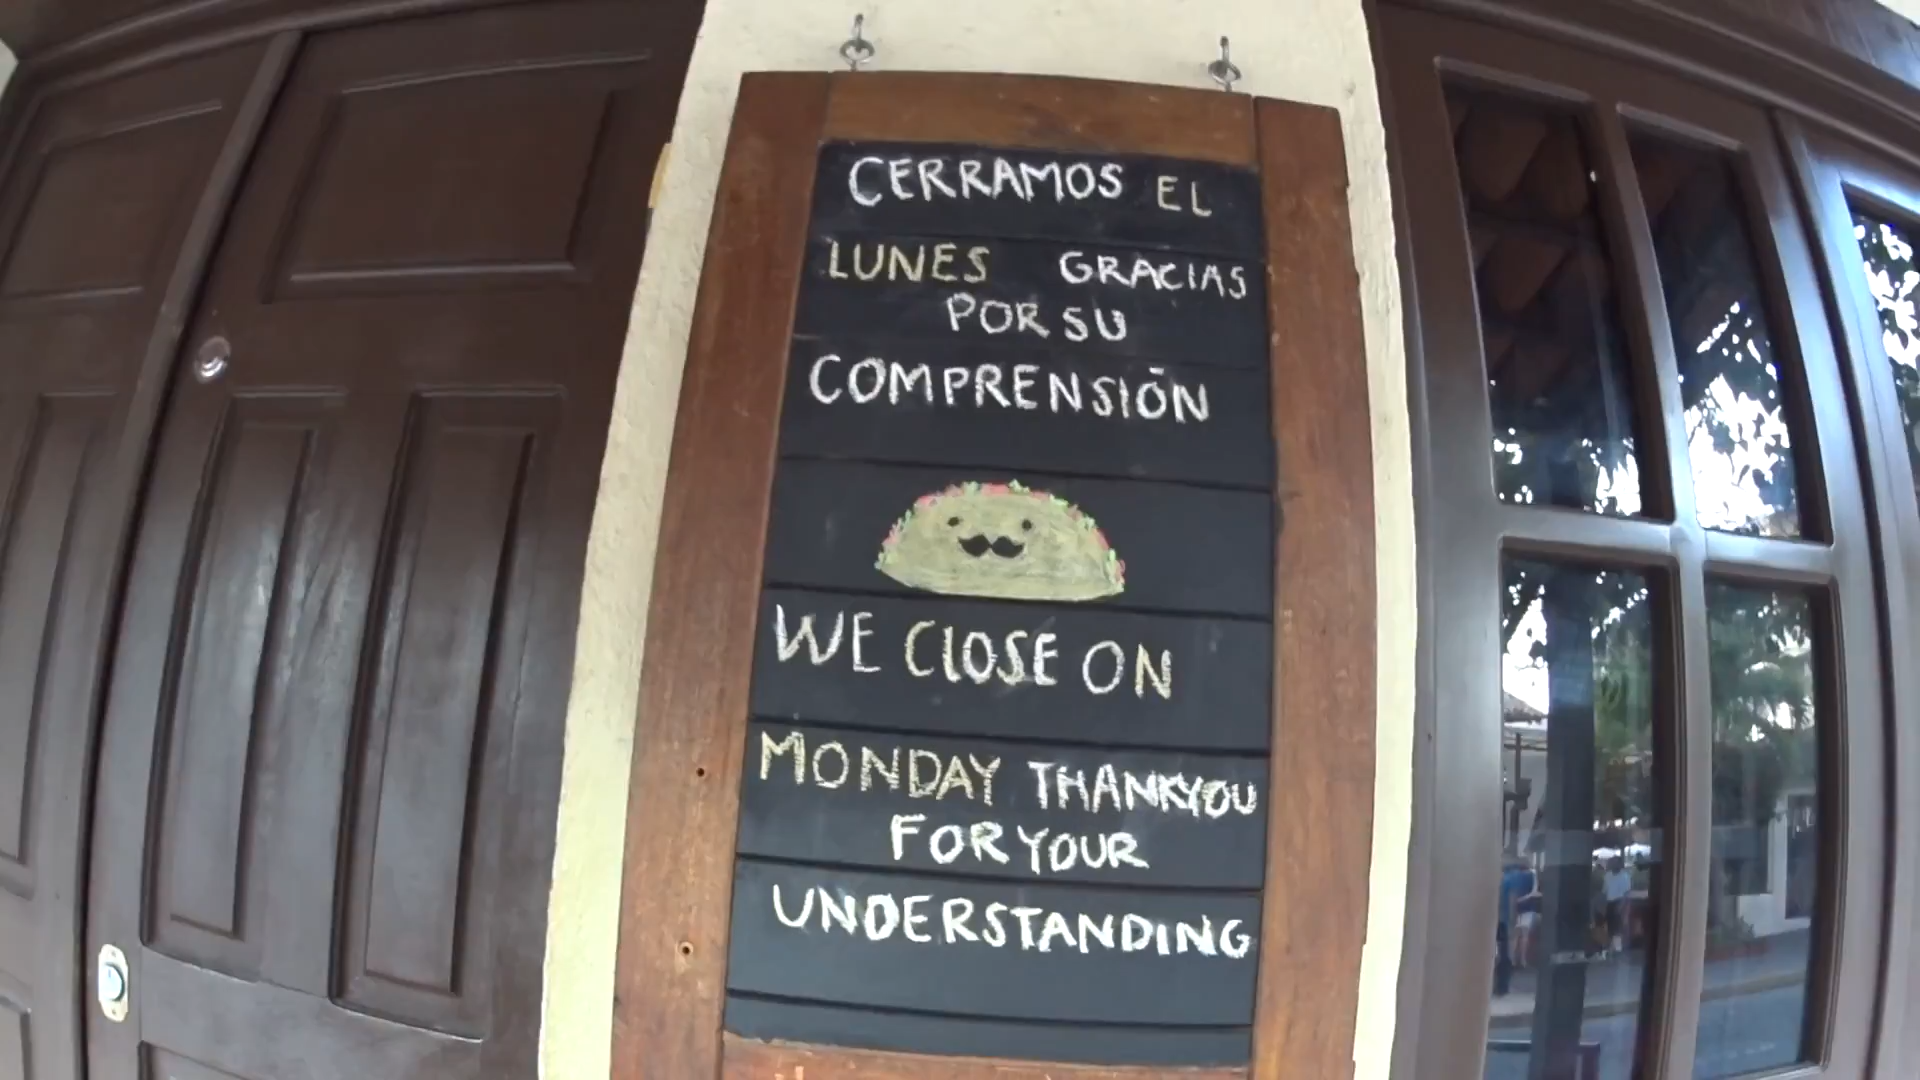 CERRAMOS EL
LUNES GRACIAS
POR SU
COMPRENSIÓN
WE ClOSE ON
MONDAY THANKYOU
FOR YOUR
UNDERSTANDING